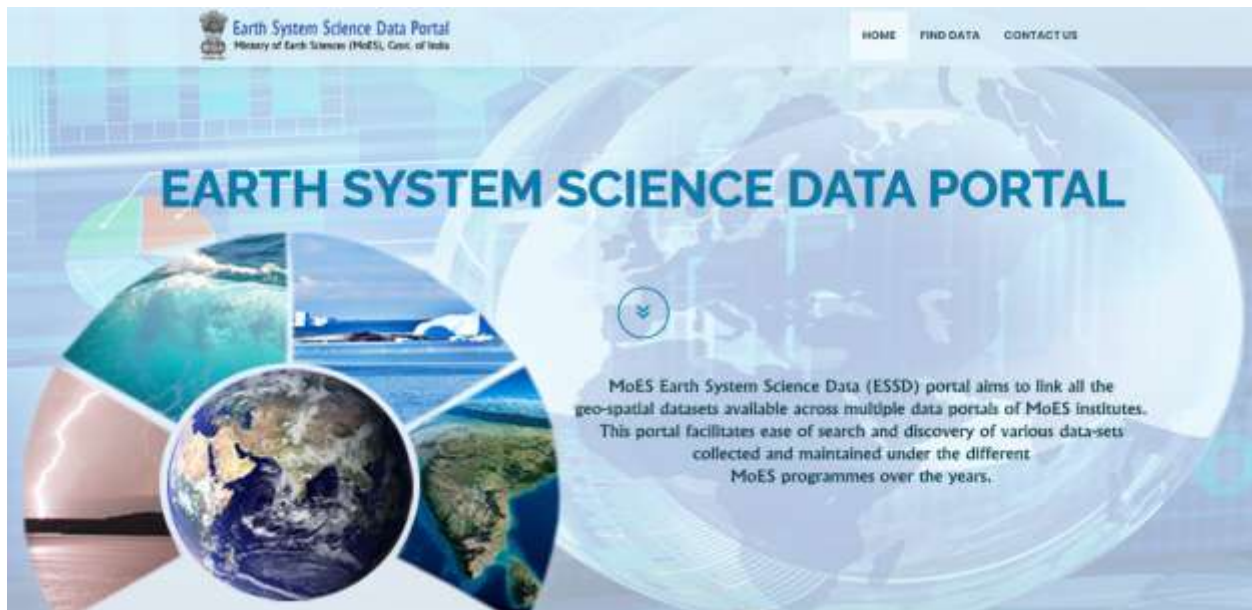 Earth System Science Data Portal
Ministry of Earth Sciences (MoES), Govt. of India
HOME
FIND DATA
CONTACT US
EARTH SYSTEM SCIENCE DATA PORTAL
MoES Earth System Science Data (ESSD) portal aims to link all the
geo-spatial datasets available across multiple data portals of MoES institutes.
This portal facilitates ease of search and discovery of various data-sets
collected and maintained under the different
MoES programmes over the years.